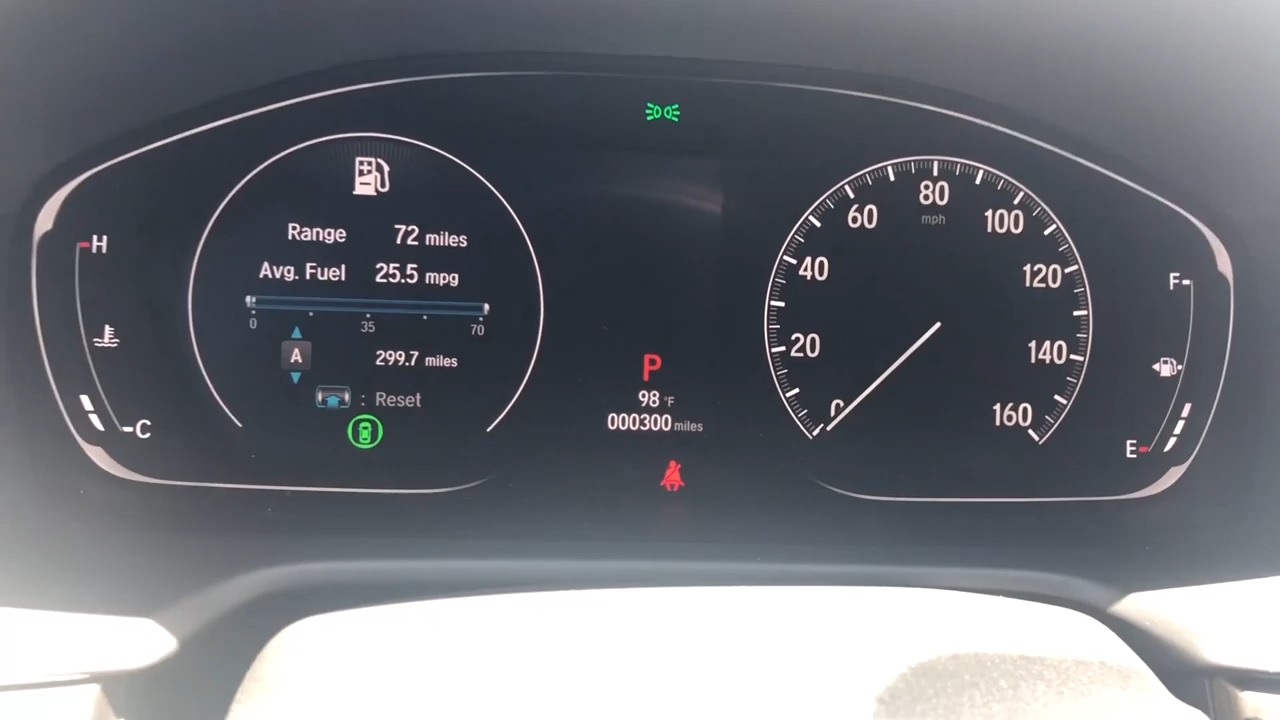 H
C
Range 72 miles
Avg. Fuel 25.5 mpg
0 35 70
A 299.7 miles
: Reset
P
98 °F
000300 miles
0
20
40
60
80
100
120
140
160
mph
F
E